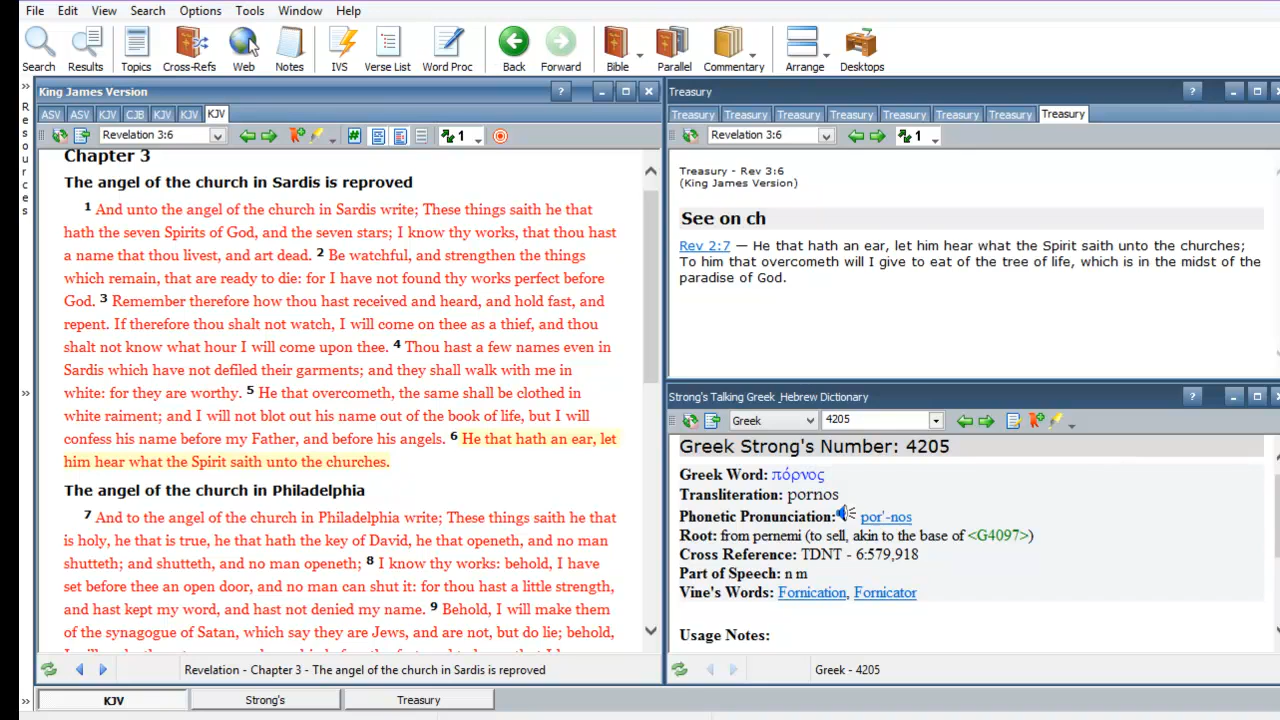 File Edit View Search Options Tools Window Help
Search Results Topics Cross-Refs Web Notes IVS Verse List Word Proc Back Forward Bible Parallel Commentary Arrange Desktops
Resources
King James Version
ASV ASV KJV CJB KJV KJV KJV
Revelation 3:6 1
Chapter 3
The angel of the church in Sardis is reproved
1 And unto the angel of the church in Sardis write; These things saith he that
hath the seven Spirits of God, and the seven stars; I know thy works, that thou hast
a name that thou livest, and art dead. 2 Be watchful, and strengthen the things
which remain, that are ready to die: for I have not found thy works perfect before
God. 3 Remember therefore how thou hast received and heard, and hold fast, and
repent. If therefore thou shalt not watch, I will come on thee as a thief, and thou
shalt not know what hour I will come upon thee. 4 Thou hast a few names even in
Sardis which have not defiled their garments; and they shall walk with me in
white: for they are worthy. 5 He that overcometh, the same shall be clothed in
white raiment; and I will not blot out his name out of the book of life, but I will
confess his name before my Father, and before his angels. 6 He that hath an ear, let
him hear what the Spirit saith unto the churches.
The angel of the church in Philadelphia
7 And to the angel of the church in Philadelphia write; These things saith he that
is holy, he that is true, he that hath the key of David, he that openeth, and no man
shutteth; and shutteth, and no man openeth; 8 I know thy works: behold, I have
set before thee an open door, and no man can shut it: for thou hast a little strength,
and hast kept my word, and hast not denied my name. 9 Behold, I will make them
of the synagogue of Satan, which say they are Jews, and are not, but do lie; behold,
Revelation - Chapter 3 - The angel of the church in Sardis is reproved
Treasury
Treasury Treasury Treasury Treasury Treasury Treasury Treasury Treasury
Revelation 3:6 1
Treasury - Rev 3:6
(King James Version)
See on ch
Rev 2:7 — He that hath an ear, let him hear what the Spirit saith unto the churches;
To him that overcometh will I give to eat of the tree of life, which is in the midst of the
paradise of God.
Strong's Talking Greek_Hebrew Dictionary
Greek 4205
Greek Strong's Number: 4205
Greek Word: πόρνος
Transliteration: pornos
Phonetic Pronunciation: por'-nos
Root: from pernemi (to sell, akin to the base of <G4097>)
Cross Reference: TDNT - 6:579,918
Part of Speech: n m
Vine's Words: Fornication, Fornicator
Usage Notes:
Greek - 4205
KJV Strong's Treasury